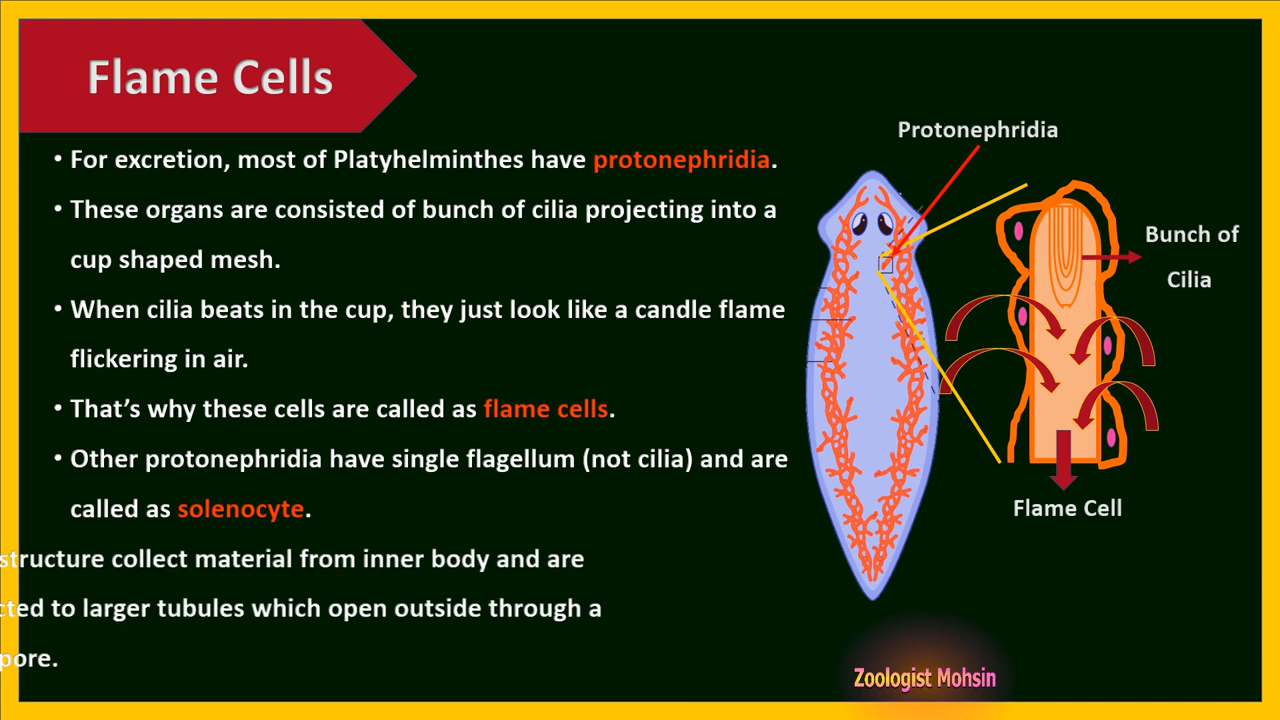 Flame Cells
• For excretion, most of Platyhelminthes have protonephridia.
• These organs are consisted of bunch of cilia projecting into a
cup shaped mesh.
• When cilia beats in the cup, they just look like a candle flame
flickering in air.
• That’s why these cells are called as flame cells.
• Other protonephridia have single flagellum (not cilia) and are
called as solenocyte.
structure collect material from inner body and are
cted to larger tubules which open outside through a
pore.
Protonephridia
Bunch of
Cilia
Flame Cell
Zoologist Mohsin